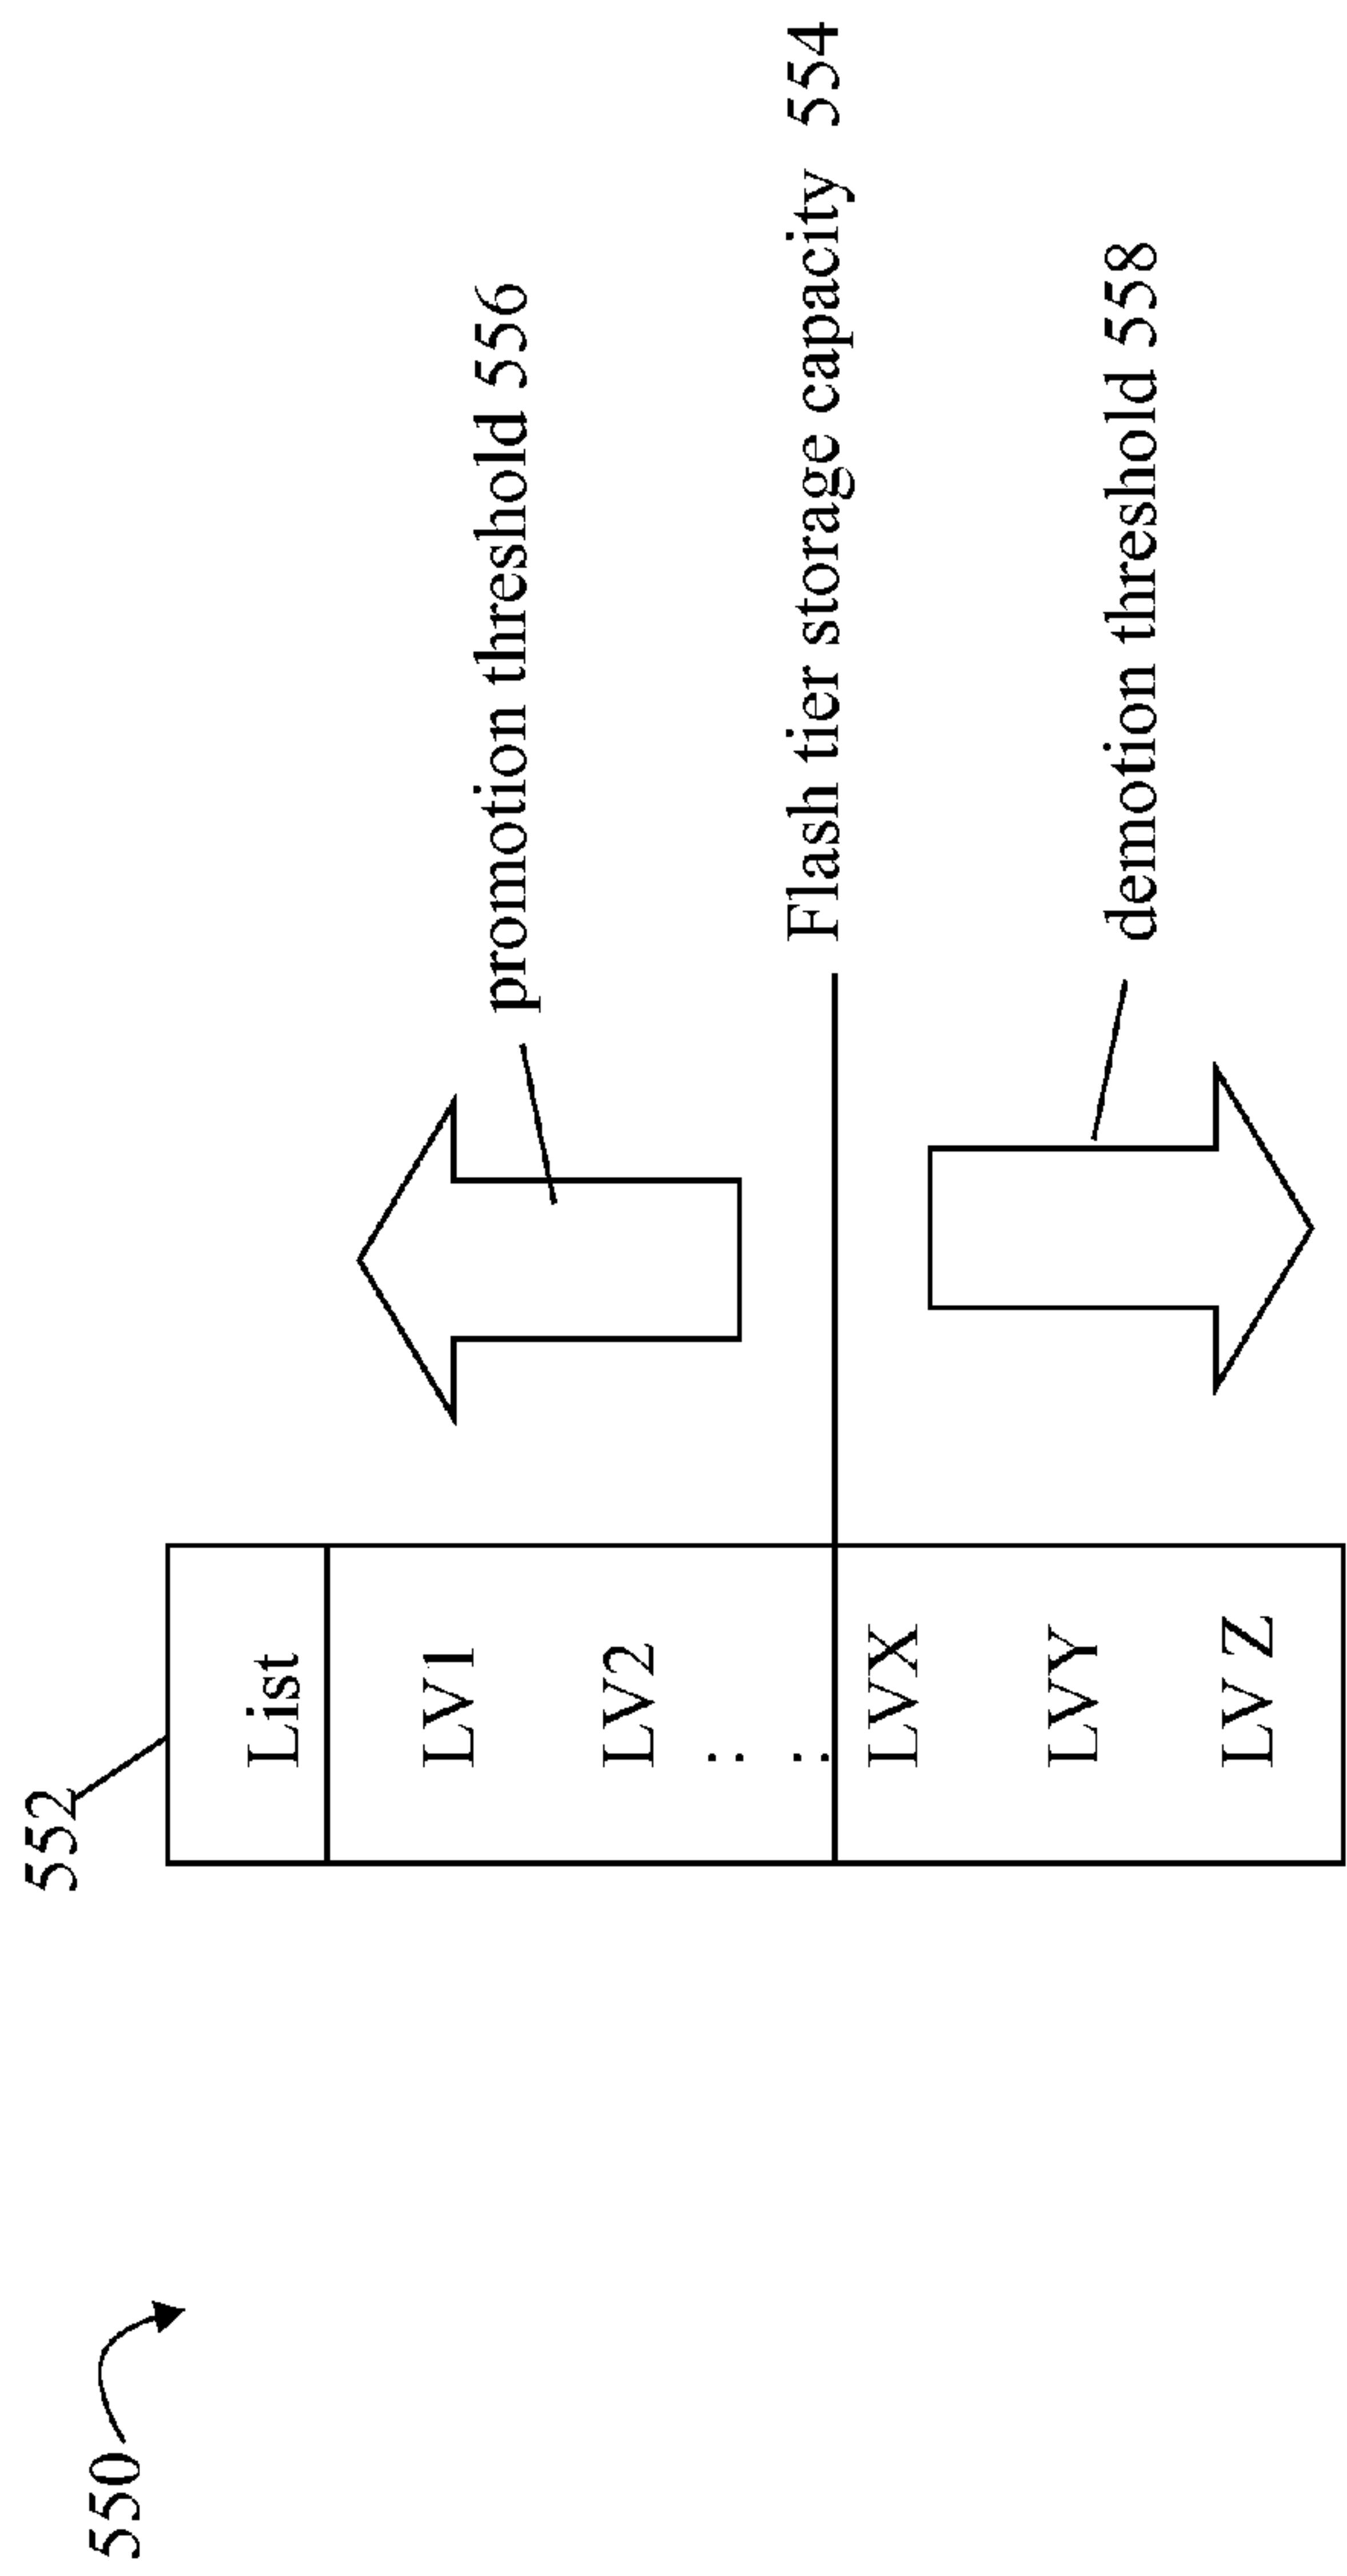 550
552
List
LV1
LV2
:
:
LVX
LVY
LV Z
promotion threshold 556
Flash tier storage capacity 554
demotion threshold 558